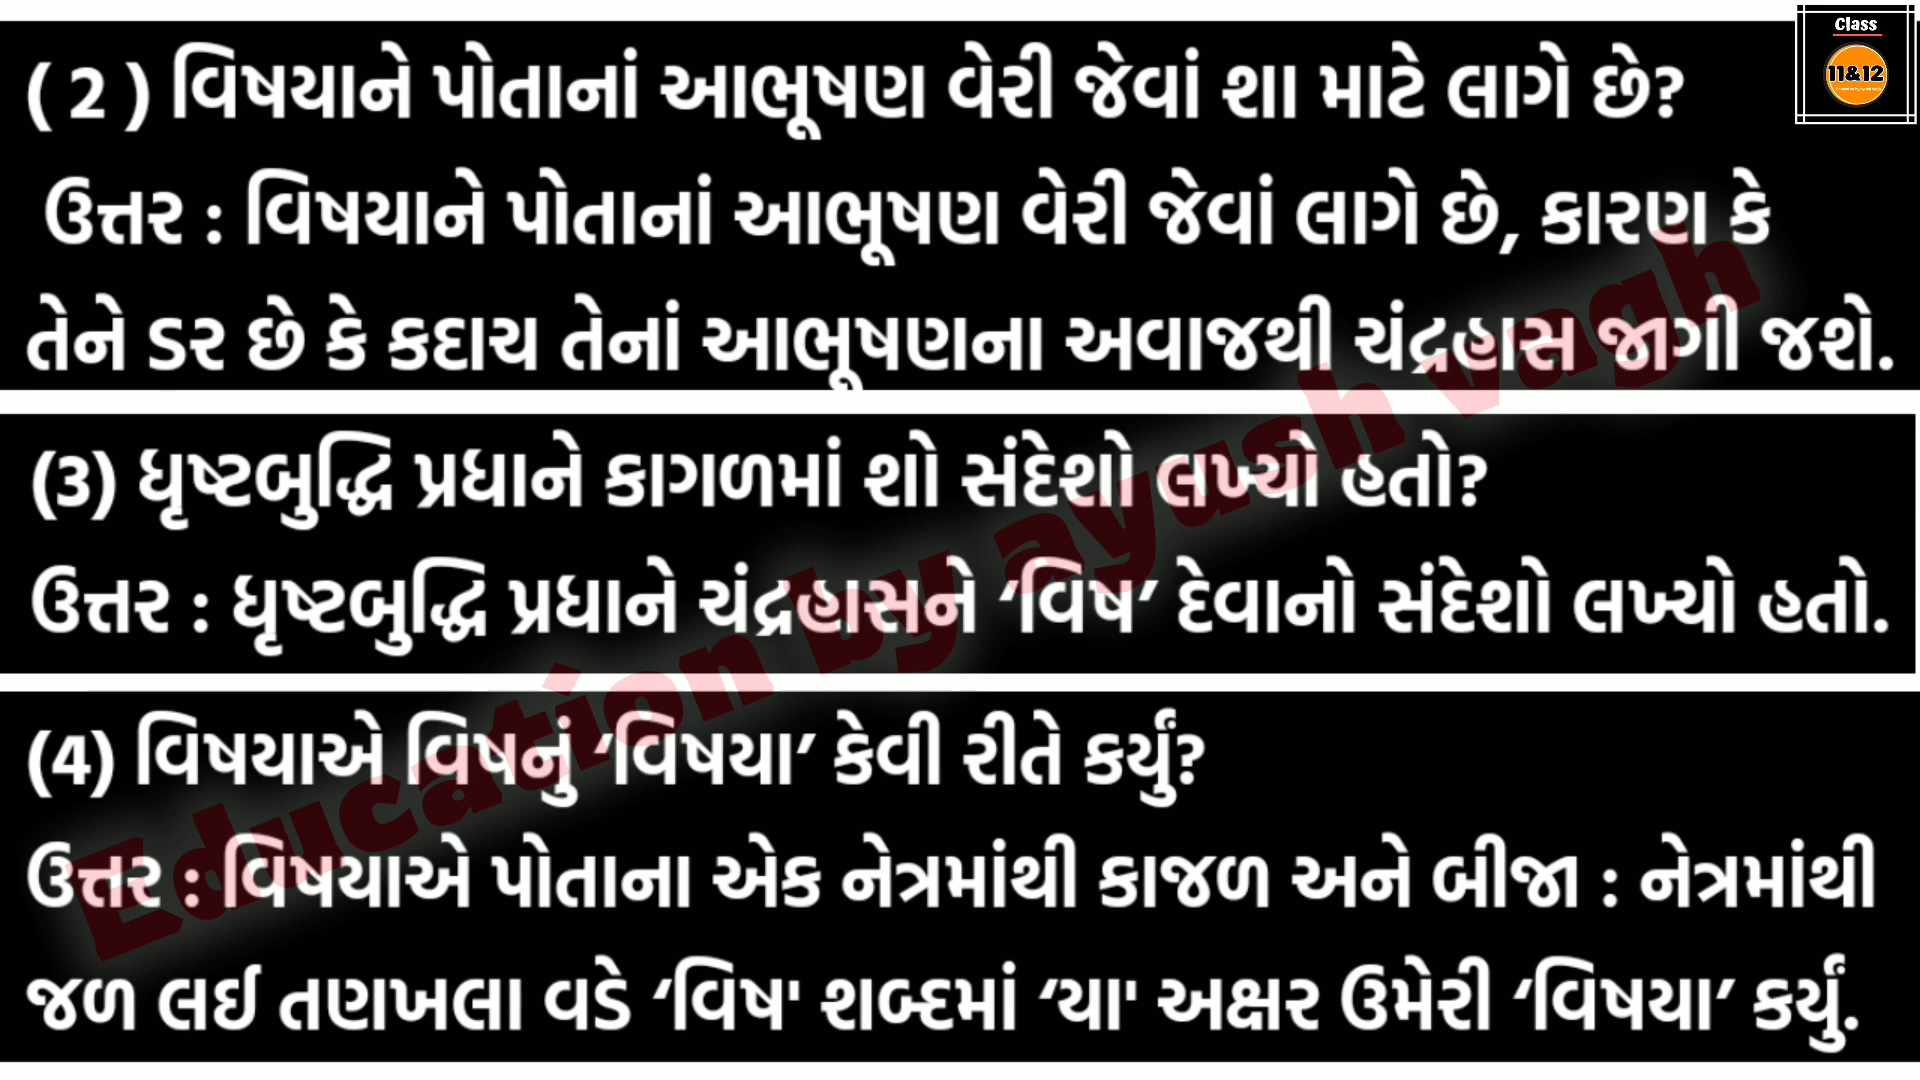 Class
11&12
( 2 ) વિષયાને પોતાનાં આભૂષણ વેરી જેવાં શા માટે લાગે છે?
ઉત્તર : વિષયાને પોતાનાં આભૂષણ વેરી જેવાં લાગે છે, કારણ કે
તેને ડર છે કે કદાચ તેનાં આભૂષણના અવાજથી ચંદ્રહાસ જાગી જશે.
(3) ધૃષ્ટબુદ્ધિ પ્રધાને કાગળમાં શો સંદેશો લખ્યો હતો?
ઉત્તર : ધૃષ્ટબુદ્ધિ પ્રધાને ચંદ્રહાસને ‘વિષ’ દેવાનો સંદેશો લખ્યો હતો.
(4) વિષયાએ વિષનું ‘વિષયા’ કેવી રીતે કર્યું?
ઉત્તર : વિષયાએ પોતાના એક નેત્રમાંથી કાજળ અને બીજા : નેત્રમાંથી
જળ લઈ તણખલા વડે ‘વિષ' શબ્દમાં ‘યા' અક્ષર ઉમેરી ‘વિષયા’ કર્યું.
Education by ayush vagh